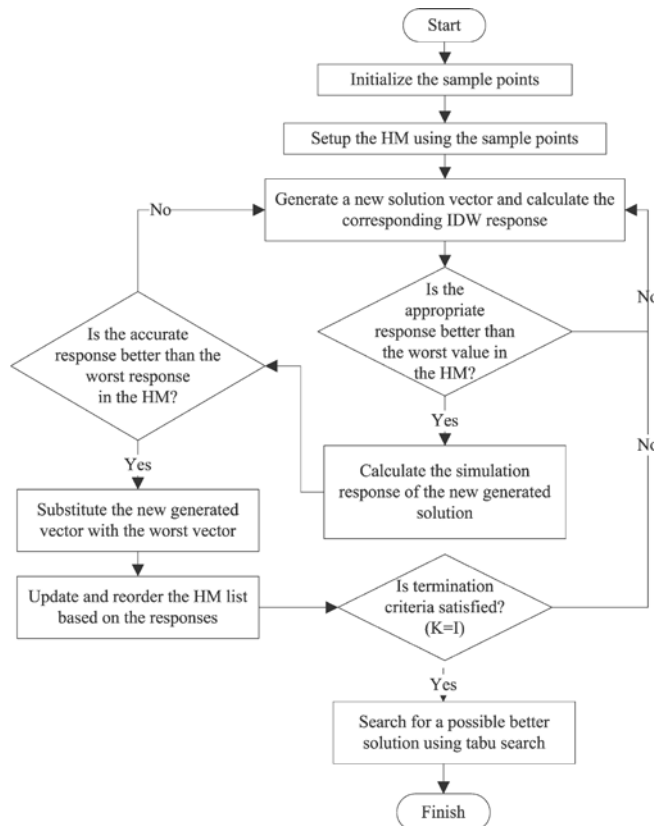 Start
Initialize the sample points
Setup the HM using the sample points
Generate a new solution vector and calculate the
corresponding IDW response
No
Is the
appropriate
response better than
the worst value in
the HM?
No
Is the accurate
response better than the
worst response
in the HM?
Yes
Calculate the simulation
response of the new generated
solution
No
Yes
Substitute the new generated
vector with the worst vector
Update and reorder the HM list
based on the responses
Is termination
criteria satisfied?
(K=I)
Yes
Search for a possible better
solution using tabu search
Finish